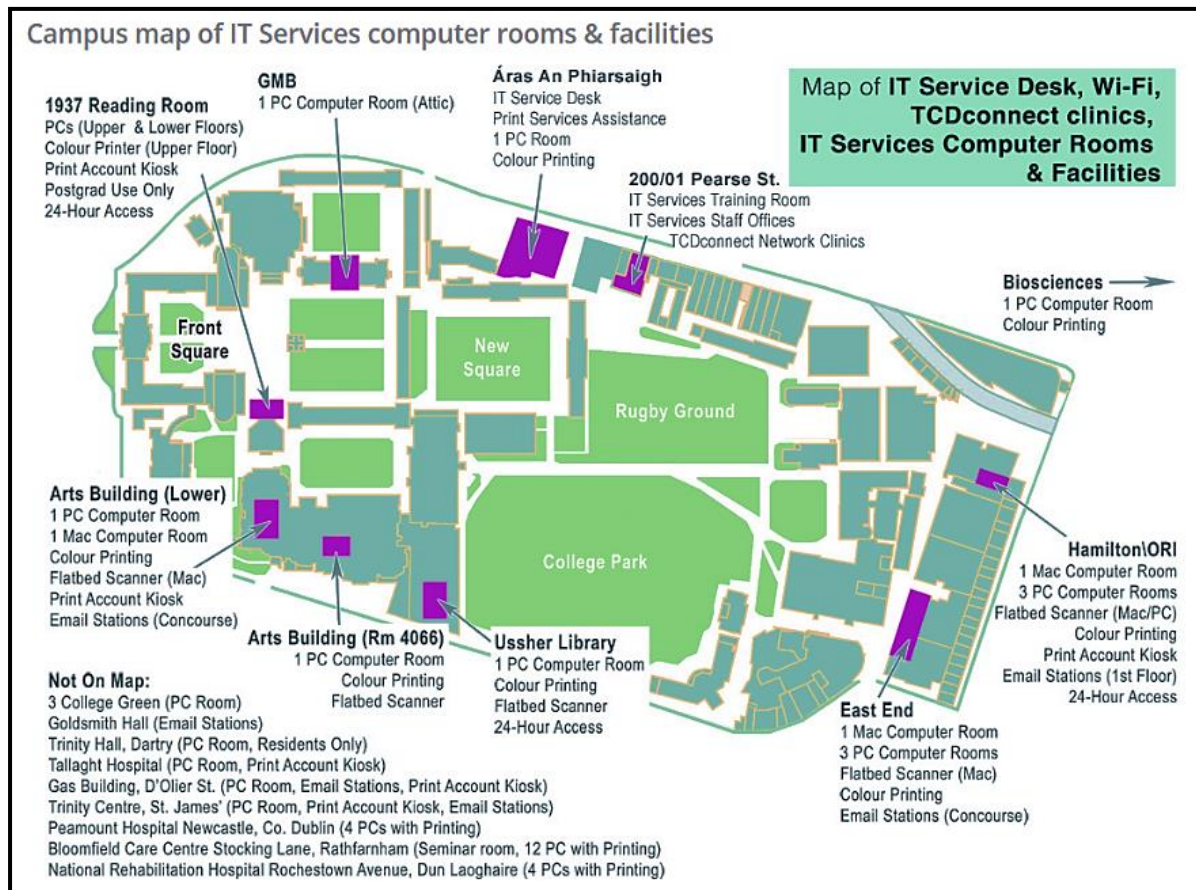 Campus map of IT Services computer rooms & facilities
Map of IT Service Desk, Wi-Fi,
TCDconnect clinics,
IT Services Computer Rooms
& Facilities
1937 Reading Room
PCs (Upper & Lower Floors)
Colour Printer (Upper Floor)
Print Account Kiosk
Postgrad Use Only
24-Hour Access
GMB
1 PC Computer Room (Attic)
Áras An Phiarsaigh
IT Service Desk
Print Services Assistance
1 PC Room
Colour Printing
200/01 Pearse St.
IT Services Training Room
IT Services Staff Offices
TCDconnect Network Clinics
Biosciences
1 PC Computer Room
Colour Printing
Front
Square
New
Square
Rugby Ground
College Park
Arts Building (Lower)
1 PC Computer Room
1 Mac Computer Room
Colour Printing
Flatbed Scanner (Mac)
Print Account Kiosk
Email Stations (Concourse)
Arts Building (Rm 4066)
1 PC Computer Room
Colour Printing
Flatbed Scanner
Ussher Library
1 PC Computer Room
Colour Printing
Flatbed Scanner
24-Hour Access
Hamilton\ORI
1 Mac Computer Room
3 PC Computer Rooms
Flatbed Scanner (Mac/PC)
Colour Printing
Print Account Kiosk
Email Stations (1st Floor)
24-Hour Access
East End
1 Mac Computer Room
3 PC Computer Rooms
Flatbed Scanner (Mac)
Colour Printing
Email Stations (Concourse)
Not On Map:
3 College Green (PC Room)
Goldsmith Hall (Email Stations)
Trinity Hall, Dartry (PC Room, Residents Only)
Tallaght Hospital (PC Room, Print Account Kiosk)
Gas Building, D'Olier St. (PC Room, Email Stations, Print Account Kiosk)
Trinity Centre, St. James' (PC Room, Print Account Kiosk, Email Stations)
Peamount Hospital Newcastle, Co. Dublin (4 PCs with Printing)
Bloomfield Care Centre Stocking Lane, Rathfarnham (Seminar room, 12 PC with Printing)
National Rehabilitation Hospital Rochestown Avenue, Dun Laoghaire (4 PCs with Printing)